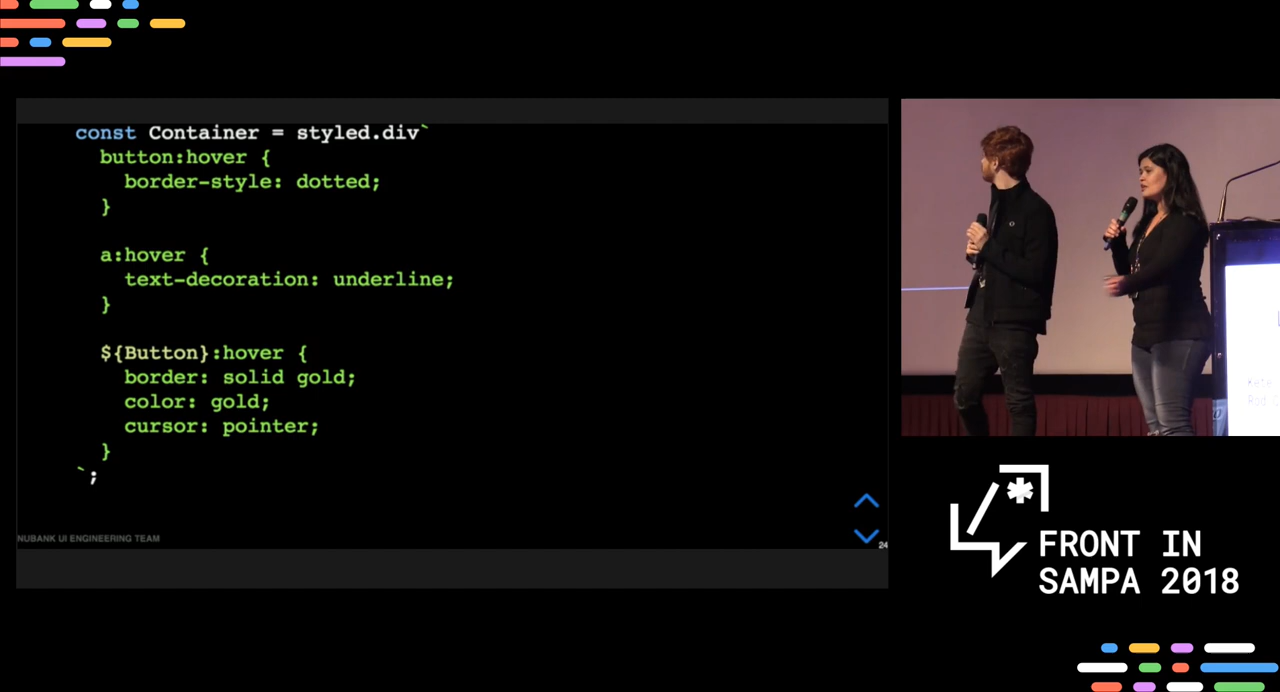 const Container = styled.div`
button:hover {
border-style: dotted;
}
a:hover {
text-decoration: underline;
}
${Button}:hover {
border: solid gold;
color: gold;
cursor: pointer;
}
`;
NUBANK UI ENGINEERING TEAM
24
FRONT IN
SAMPA 2018